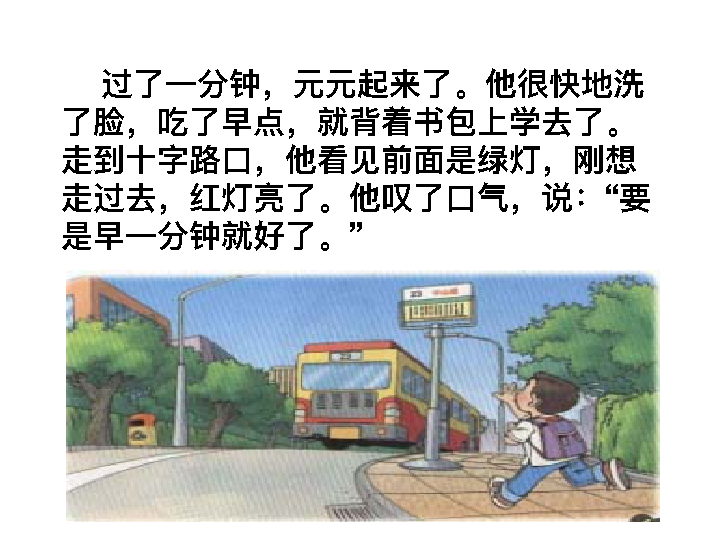 过了一分钟，元元起来了。他很快地洗
了脸，吃了早点，就背着书包上学去了。
走到十字路口，他看见前面是绿灯，刚想
走过去，红灯亮了。他叹了口气，说：“要
是早一分钟就好了。”